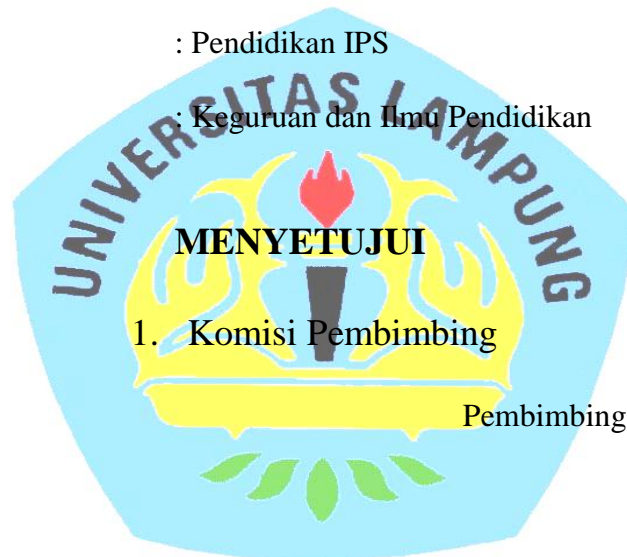 : Pendidikan IPS
UNIVERSITAS LAMPUNG
: Keguruan dan Ilmu Pendidikan
MENYETUJUI
1. Komisi Pembimbing
Pembimbing